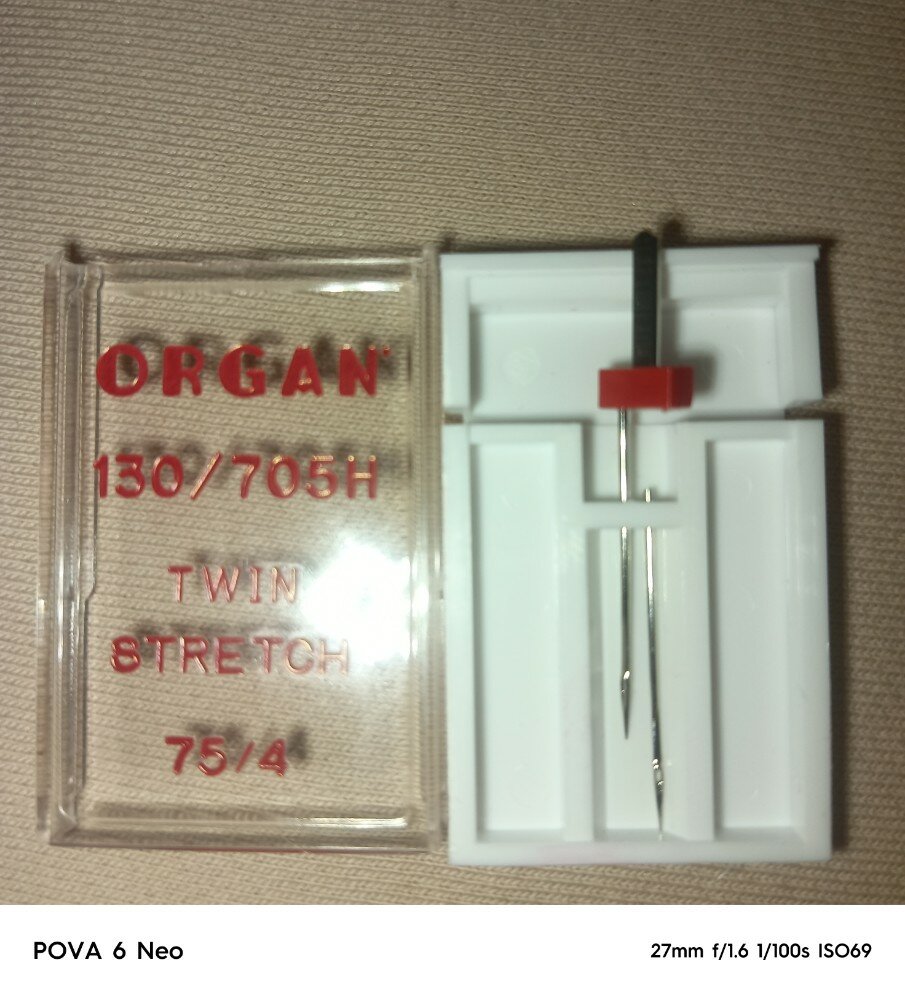 ORGAN
130/705H
TWIN
STRETCH
75/4
POVA 6 Neo
27mm f/1.6 1/100s ISO69